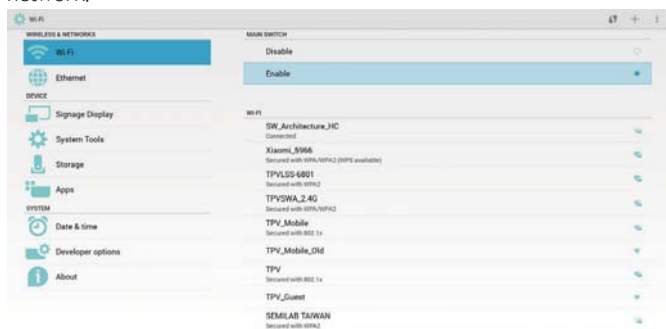 Wi-Fi
WIRELESS & NETWORKS
Wi-Fi
Ethernet
DEVICE
Signage Display
System Tools
Storage
Apps
SYSTEM
Date & time
Developer options
About
MAIN SWITCH
Disable
Enable
WI-FI
SW_Architecture_HC
Connected
Xiaomi_5966
Secured with WPA/WPA2 (WPS available)
TPVLSS-6801
Secured with WPA2
TPVSWA_2.4G
Secured with WPA/WPA2
TPV_Mobile
Secured with 802.1x
TPV_Mobile_Old
TPV
Secured with 802.1x
TPV_Guest
SEMILAB TAIWAN
Secured with WPA2